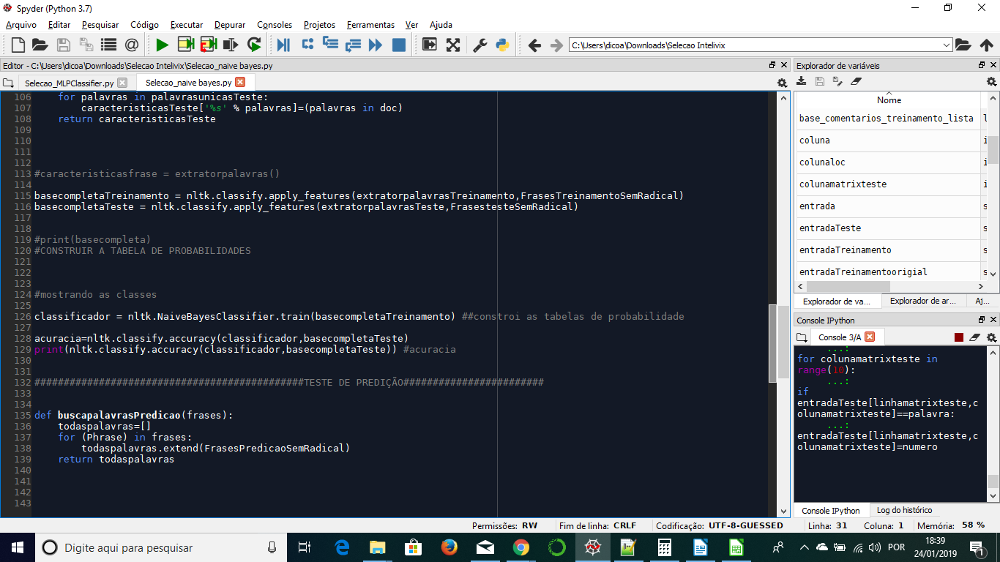 Spyder (Python 3.7)
Arquivo Editar Pesquisar Código Executar Depurar Consoles Projetos Ferramentas Ver Ajuda
C:\Users\dicoa\Downloads\Selecao Intelivix
Editor - C:\Users\dicoa\Downloads\Selecao Intelivix\Selecao_naive bayes.py
Selecao_MLPClassifier.py Selecao_naive bayes.py
106     for palavras in palavrasunicasTeste:
107         caracteristicasTeste['%s' % palavras]=(palavras in doc)
108     return caracteristicasTeste
109
110
111
112
113 #caracteristicasfrase = extratorpalavras()
114
115 basecompletaTreinamento = nltk.classify.apply_features(extratorpalavrasTreinamento,FrasesTreinamentoSemRadical)
116 basecompletaTeste = nltk.classify.apply_features(extratorpalavrasTeste,FrasestesteSemRadical)
117
118
119 #print(basecompleta)
120 #CONSTRUIR A TABELA DE PROBABILIDADES
121
122
123
124 #mostrando as classes
125
126 classificador = nltk.NaiveBayesClassifier.train(basecompletaTreinamento) ##constroi as tabelas de probabilidade
127
128 acuracia=nltk.classify.accuracy(classificador,basecompletaTeste)
129 print(nltk.classify.accuracy(classificador,basecompletaTeste)) #acuracia
130
131
132 ##############################################TESTE DE PREDIÇÃO########################
133
134
135 def buscapalavrasPredicao(frases):
136     todaspalavras=[]
137     for (Phrase) in frases:
138         todaspalavras.extend(FrasesPredicaoSemRadical)
139     return todaspalavras
140
141
142
143
Explorador de variáveis
Nome
base_comentarios_treinamento_lista l
coluna i
colunaloc i
colunamatrixteste i
entrada s
entradaTeste s
entradaTreinamento s
entradaTreinamentoorigial s
Explorador de va... Explorador de ar... Aj...
Console IPython
Console 3/A
...:
for colunamatrixteste in
range(10):
...:
if
entradaTeste[linhamatrixteste,c
olunamatrixteste]==palavra:
...:
entradaTeste[linhamatrixteste,c
olunamatrixteste]=numero
Console IPython Log do histórico
Permissões: RW Fim de linha: CRLF Codificação: UTF-8-GUESSED Linha: 31 Coluna: 1 Memória: 58 %
Digite aqui para pesquisar
POR
18:39
24/01/2019
1